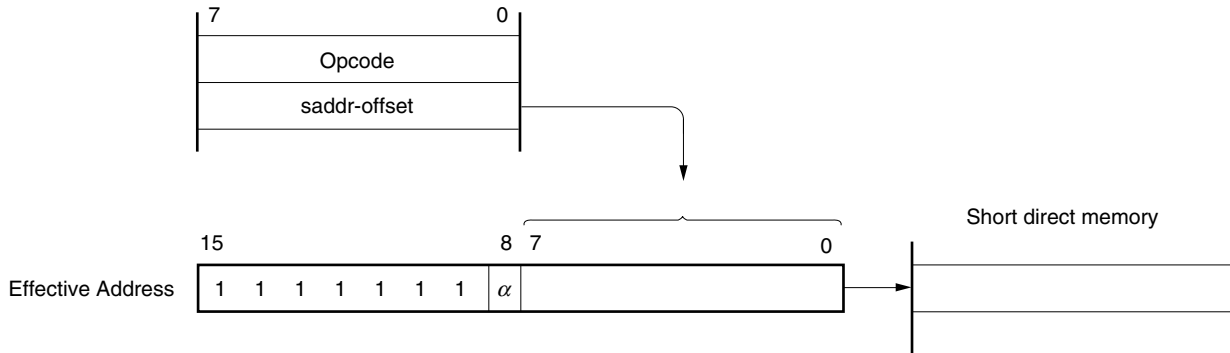 7 0
Opcode
saddr-offset
Short direct memory
15 8 7 0
Effective Address 1 1 1 1 1 1 1 α